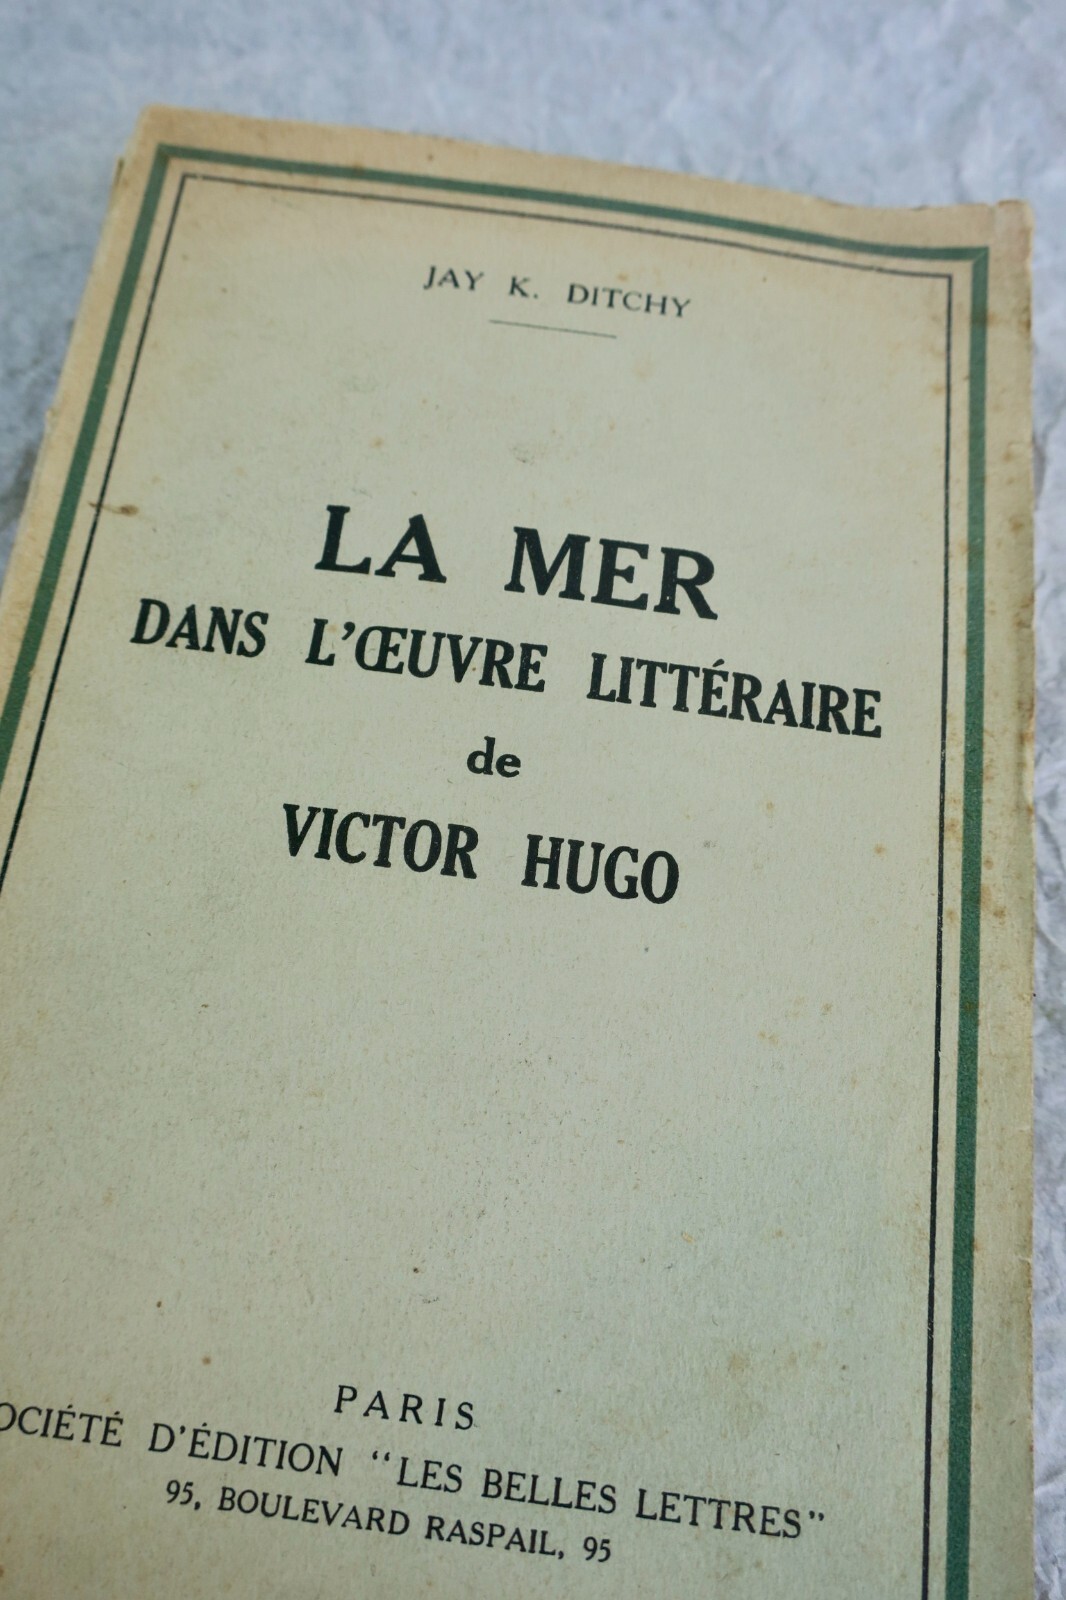 JAY K. DITCHY
LA MER
DANS L'ŒUVRE LITTÉRAIRE
de
VICTOR HUGO
PARIS
OCIÉTÉ D'ÉDITION "LES BELLES LETTRES"
95, BOULEVARD RASPAIL, 95